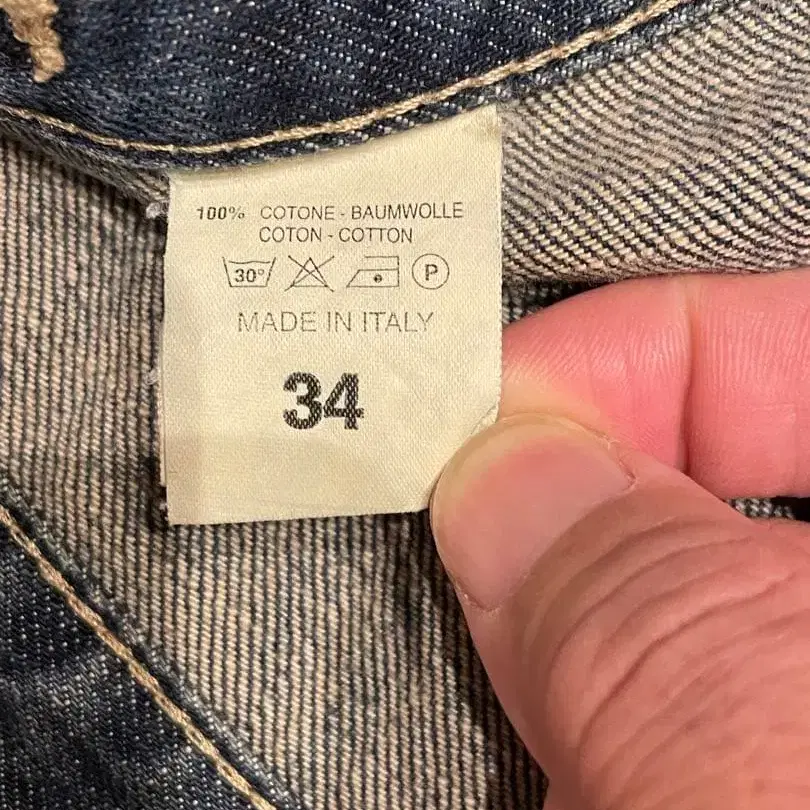 100% COTONE - BAUMWOLLE
COTON - COTTON
30° P
MADE IN ITALY
34